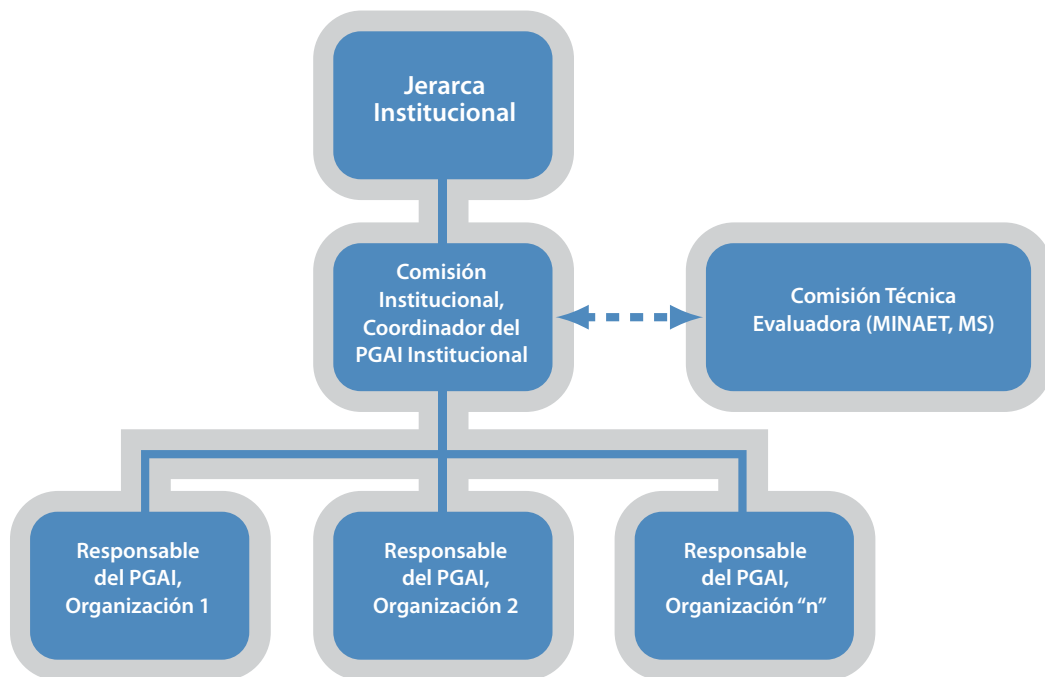 Jerarca
Institucional
Comisión
Institucional,
Coordinador del
PGAI Institucional
Comisión Técnica
Evaluadora (MINAET, MS)
Responsable
del PGAI,
Organización 1
Responsable
del PGAI,
Organización 2
Responsable
del PGAI,
Organización “n”